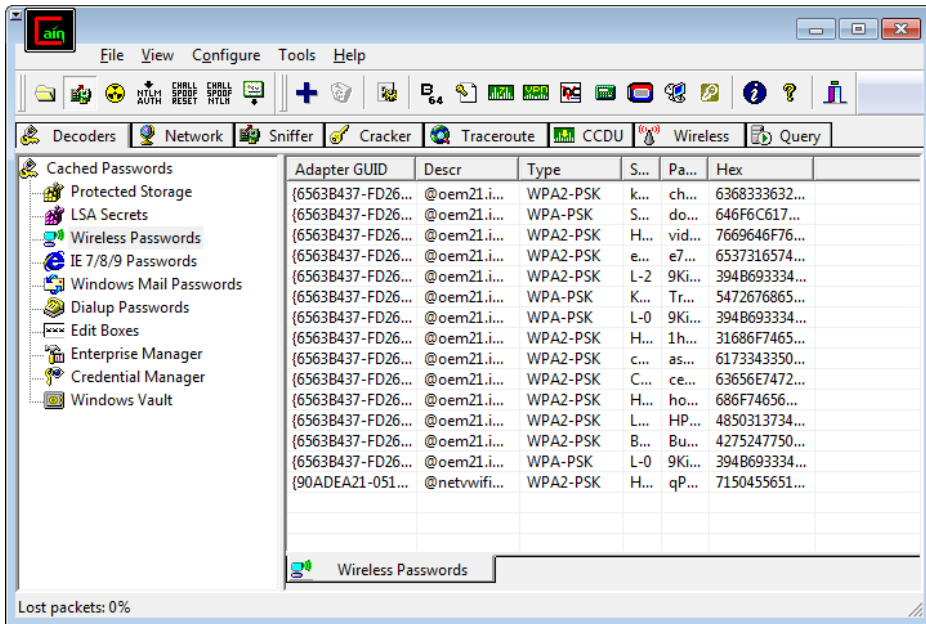 Cain
File View Configure Tools Help
NTLM AUTH CHALL SPOOF RESET CHALL SPOOF NTLM B 64
Decoders Network Sniffer Cracker Traceroute CCDU Wireless Query
Cached Passwords
Protected Storage
LSA Secrets
Wireless Passwords
IE 7/8/9 Passwords
Windows Mail Passwords
Dialup Passwords
Edit Boxes
Enterprise Manager
Credential Manager
Windows Vault
Adapter GUID Descr Type S... Pa... Hex
{6563B437-FD26... @oem21.i... WPA2-PSK k... ch... 6368333632...
{6563B437-FD26... @oem21.i... WPA-PSK S... do... 646F6C617...
{6563B437-FD26... @oem21.i... WPA2-PSK H... vid... 7669646F76...
{6563B437-FD26... @oem21.i... WPA2-PSK e... e7... 6537316574...
{6563B437-FD26... @oem21.i... WPA2-PSK L-2 9Ki... 394B693334...
{6563B437-FD26... @oem21.i... WPA-PSK K... Tr... 5472676865...
{6563B437-FD26... @oem21.i... WPA-PSK L-0 9Ki... 394B693334...
{6563B437-FD26... @oem21.i... WPA2-PSK H... 1h... 31686F7465...
{6563B437-FD26... @oem21.i... WPA2-PSK c... as... 6173343350...
{6563B437-FD26... @oem21.i... WPA2-PSK C... ce... 63656E7472...
{6563B437-FD26... @oem21.i... WPA2-PSK H... ho... 686F74656...
{6563B437-FD26... @oem21.i... WPA2-PSK L... HP... 4850313734...
{6563B437-FD26... @oem21.i... WPA2-PSK B... Bu... 4275247750...
{6563B437-FD26... @oem21.i... WPA-PSK L-0 9Ki... 394B693334...
{90ADEA21-051... @netvwifi... WPA2-PSK H... qP... 7150455651...
Wireless Passwords
Lost packets: 0%